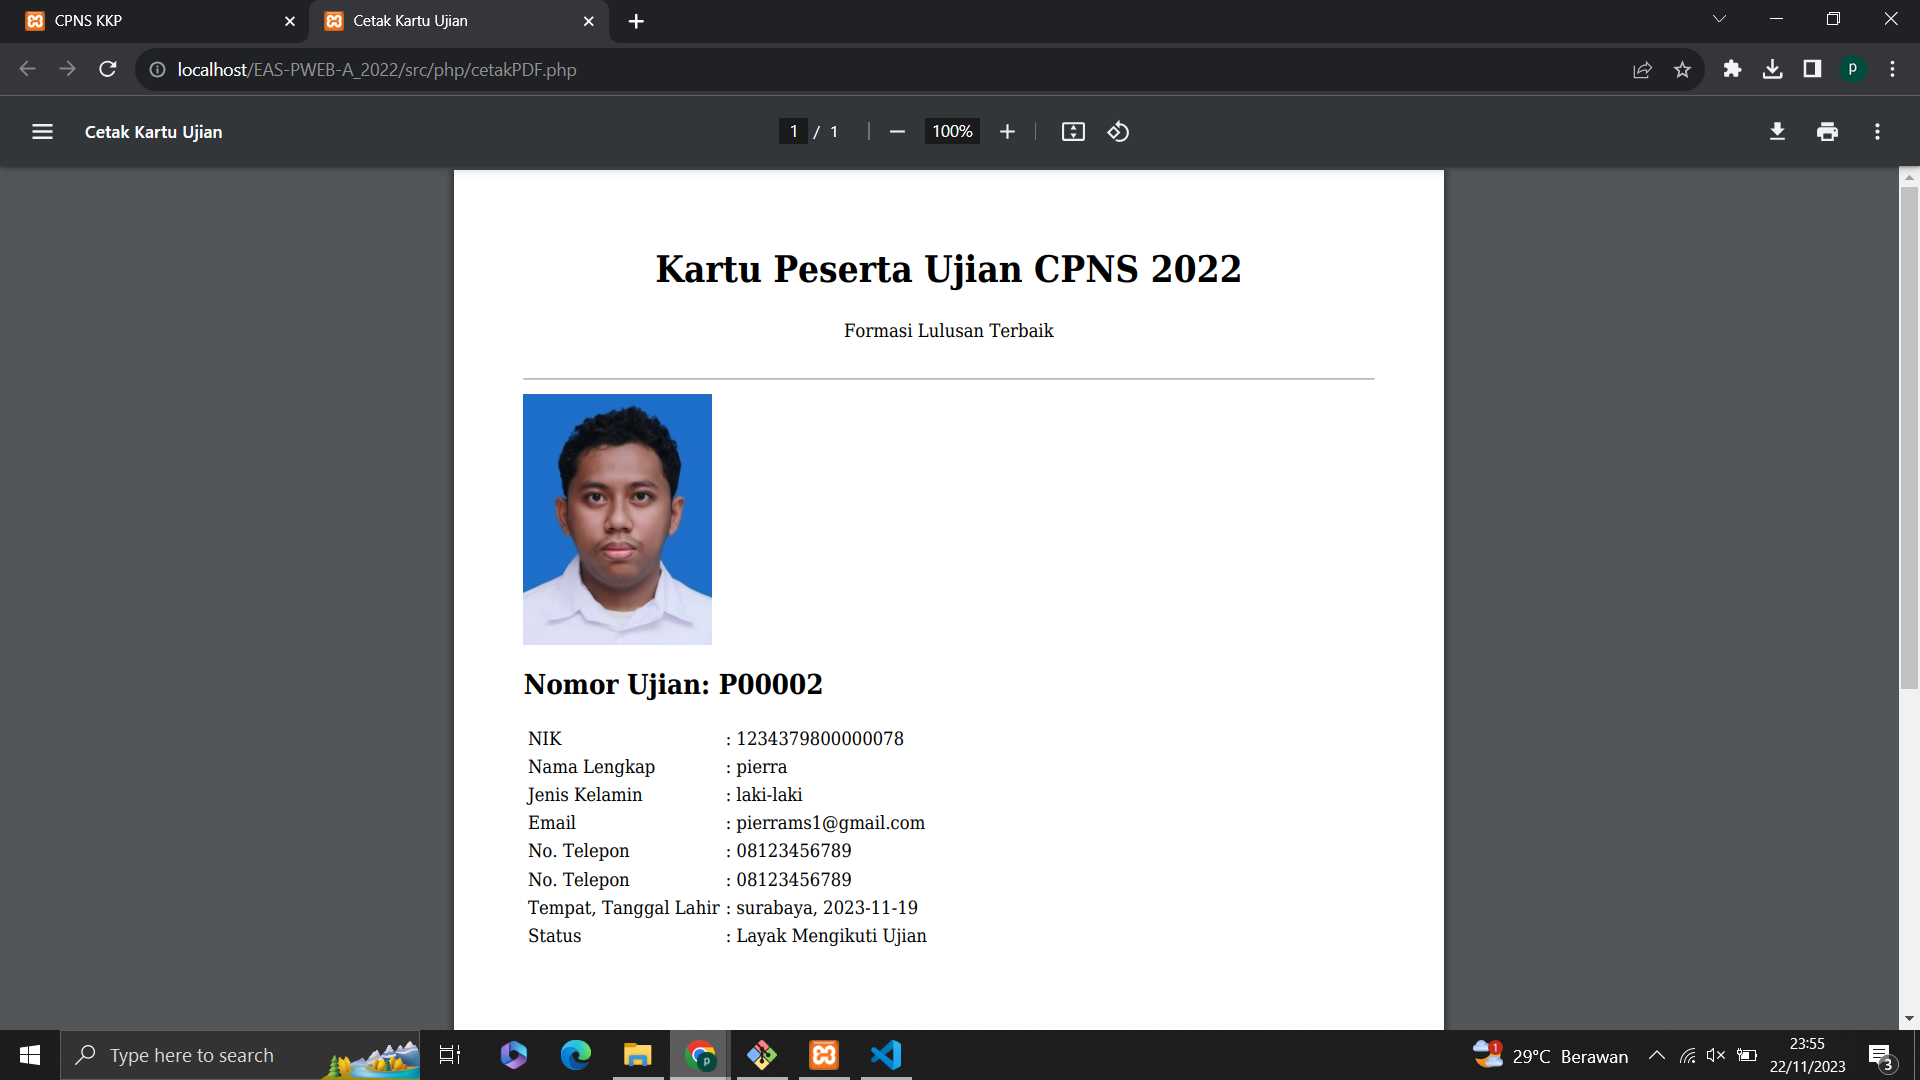 CPNS KKP
Cetak Kartu Ujian
localhost/EAS-PWEB-A_2022/src/php/cetakPDF.php
p
Cetak Kartu Ujian
1 / 1
100%
Kartu Peserta Ujian CPNS 2022
Formasi Lulusan Terbaik
Nomor Ujian: P00002
NIK : 1234379800000078
Nama Lengkap : pierra
Jenis Kelamin : laki-laki
Email : pierrams1@gmail.com
No. Telepon : 08123456789
No. Telepon : 08123456789
Tempat, Tanggal Lahir : surabaya, 2023-11-19
Status : Layak Mengikuti Ujian
Type here to search
p
1
29°C Berawan
23:55
22/11/2023
3